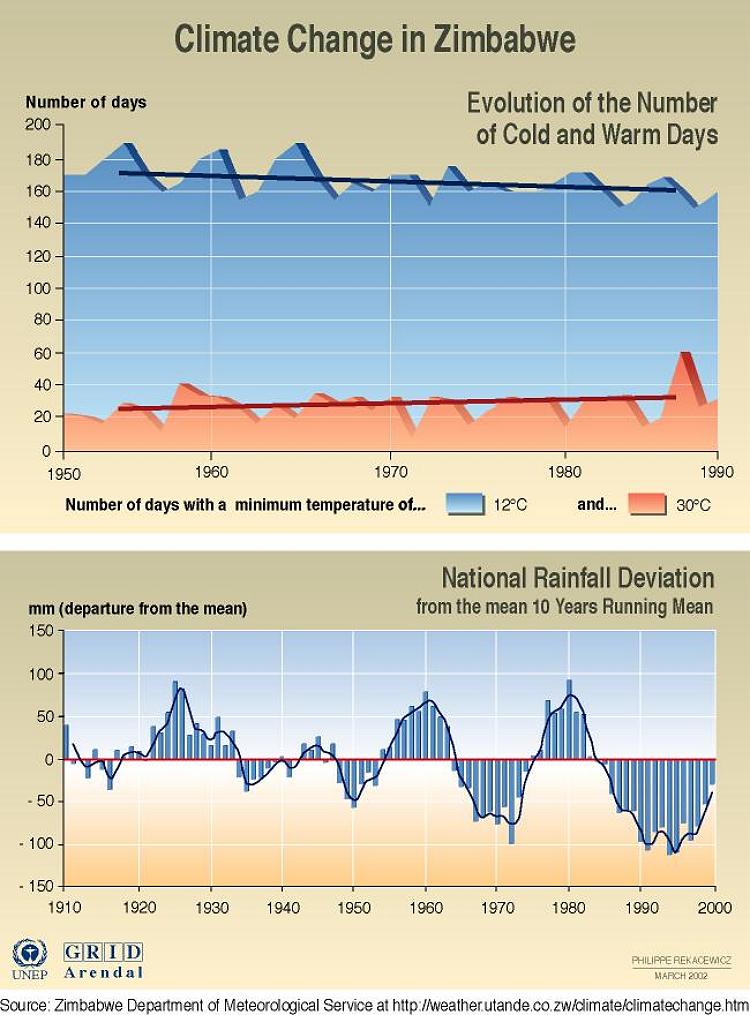 Climate Change in Zimbabwe
Number of days
Evolution of the Number
of Cold and Warm Days
200
180
160
140
120
100
80
60
40
20
0
1950 1960 1970 1980 1990
Number of days with a minimum temperature of... 12°C and... 30°C
National Rainfall Deviation
from the mean 10 Years Running Mean
mm (departure from the mean)
150
100
50
0
- 50
- 100
- 150
1910 1920 1930 1940 1950 1960 1970 1980 1990 2000
UNEP
GRID
Arendal
PHILIPPE REKACEWICZ
MARCH 2002
Source: Zimbabwe Department of Meteorological Service at http://weather.utande.co.zw/climate/climatechange.htm